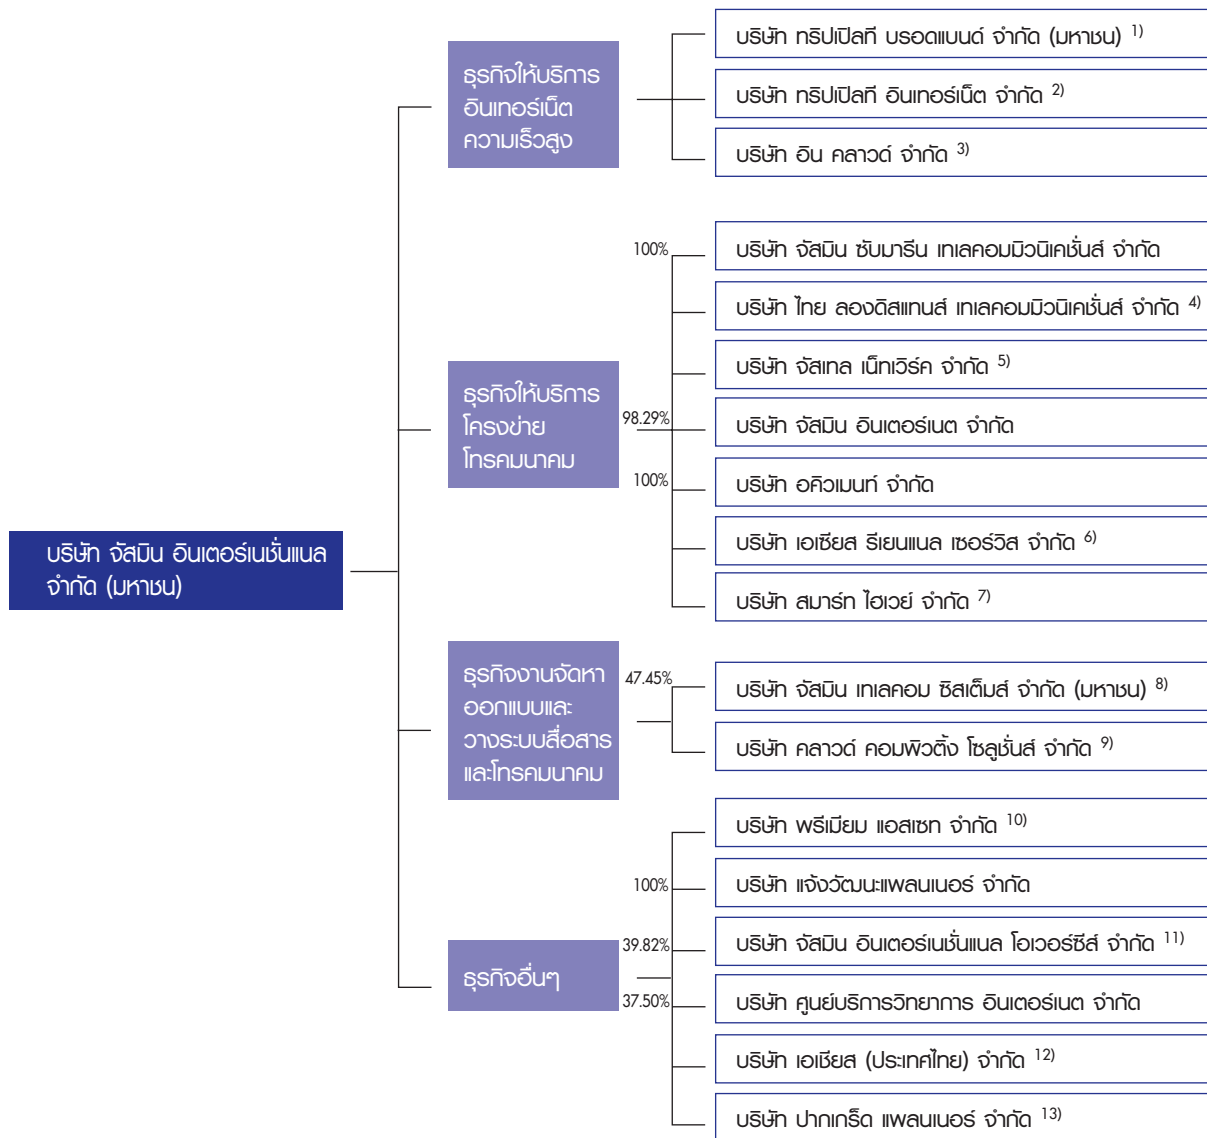 บริษัท จัสมิน อินเตอร์เนชั่นแนล
จำกัด (มหาชน)
ธุรกิจให้บริการ
อินเทอร์เน็ต
ความเร็วสูง
บริษัท ทริปเปิลที บรอดแบนด์ จำกัด (มหาชน) 1)
บริษัท ทริปเปิลที อินเทอร์เน็ต จำกัด 2)
บริษัท อิน คลาวด์ จำกัด 3)
ธุรกิจให้บริการ
โครงข่าย
โทรคมนาคม
100%
บริษัท จัสมิน ซับมารีน เทเลคอมมิวนิเคชั่นส์ จำกัด
บริษัท ไทย ลองดิสแทนส์ เทเลคอมมิวนิเคชั่นส์ จำกัด 4)
บริษัท จัสเทล เน็ทเวิร์ค จำกัด 5)
98.29%
บริษัท จัสมิน อินเตอร์เนต จำกัด
100%
บริษัท อคิวเมนท์ จำกัด
บริษัท เอเซียส รีเยนแนล เซอร์วิส จำกัด 6)
บริษัท สมาร์ท ไฮเวย์ จำกัด 7)
ธุรกิจงานจัดหา
ออกแบบและ
วางระบบสื่อสาร
และโทรคมนาคม
47.45%
บริษัท จัสมิน เทเลคอม ซิสเต็มส์ จำกัด (มหาชน) 8)
บริษัท คลาวด์ คอมพิวติ้ง โซลูชั่นส์ จำกัด 9)
ธุรกิจอื่นๆ
บริษัท พรีเมียม แอสเซท จำกัด 10)
100%
บริษัท แจ้งวัฒนะแพลนเนอร์ จำกัด
39.82%
บริษัท จัสมิน อินเตอร์เนชั่นแนล โอเวอร์ซีส์ จำกัด 11)
37.50%
บริษัท ศูนย์บริการวิทยาการ อินเตอร์เนต จำกัด
บริษัท เอเชียส (ประเทศไทย) จำกัด 12)
บริษัท ปากเกร็ด แพลนเนอร์ จำกัด 13)